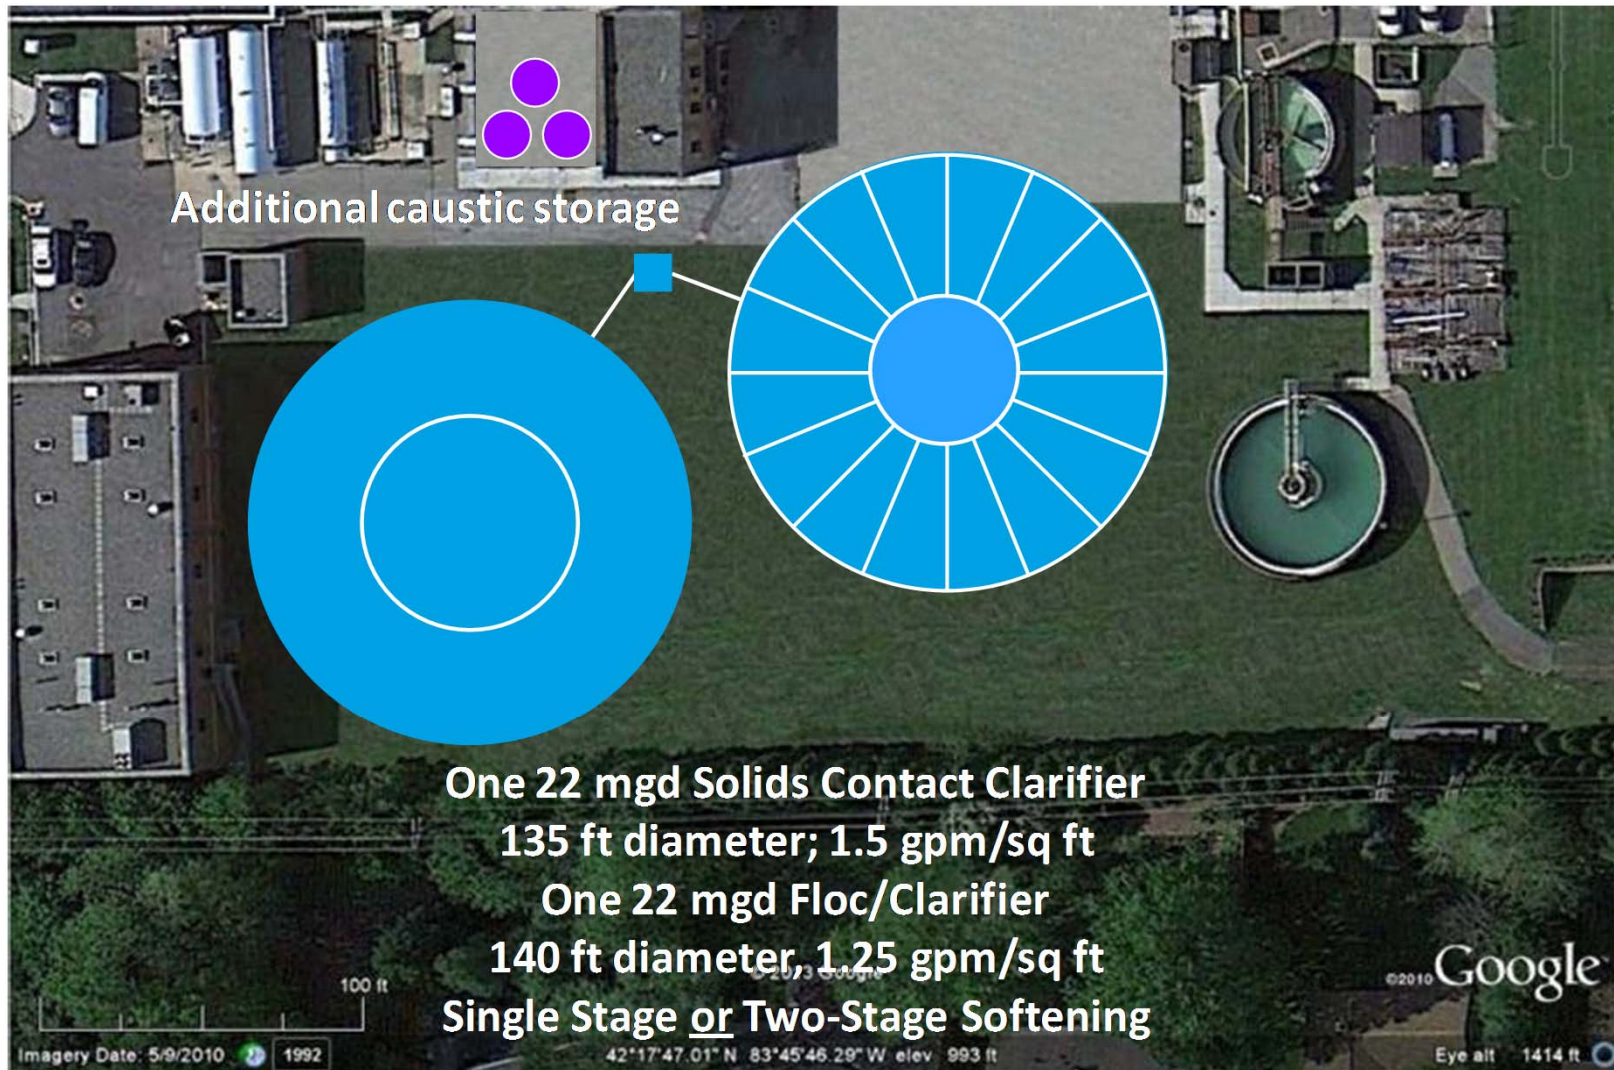 Additional caustic storage
One 22 mgd Solids Contact Clarifier
135 ft diameter; 1.5 gpm/sq ft
One 22 mgd Floc/Clarifier
140 ft diameter, 1.25 gpm/sq ft
© 2013 Google
©2010 Google
100 ft
Single Stage or Two-Stage Softening
Imagery Date: 5/9/2010 1992 42°17'47.01" N 83°45'46.29" W elev 993 ft Eye alt 1414 ft